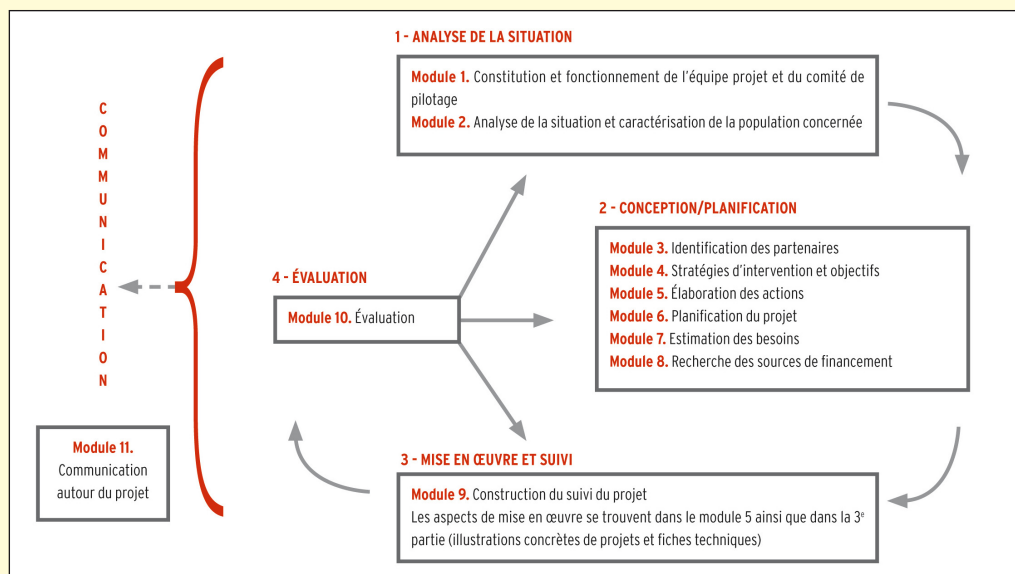 1 - ANALYSE DE LA SITUATION
Module 1. Constitution et fonctionnement de l'équipe projet et du comité de
pilotage
Module 2. Analyse de la situation et caractérisation de la population concernée
COMMUNICATION
2 - CONCEPTION/PLANIFICATION
Module 3. Identification des partenaires
Module 4. Stratégies d'intervention et objectifs
Module 5. Élaboration des actions
Module 6. Planification du projet
Module 7. Estimation des besoins
Module 8. Recherche des sources de financement
4 - ÉVALUATION
Module 10. Évaluation
Module 11.
Communication
autour du projet
3 - MISE EN ŒUVRE ET SUIVI
Module 9. Construction du suivi du projet
Les aspects de mise en œuvre se trouvent dans le module 5 ainsi que dans la 3e
partie (illustrations concrètes de projets et fiches techniques)